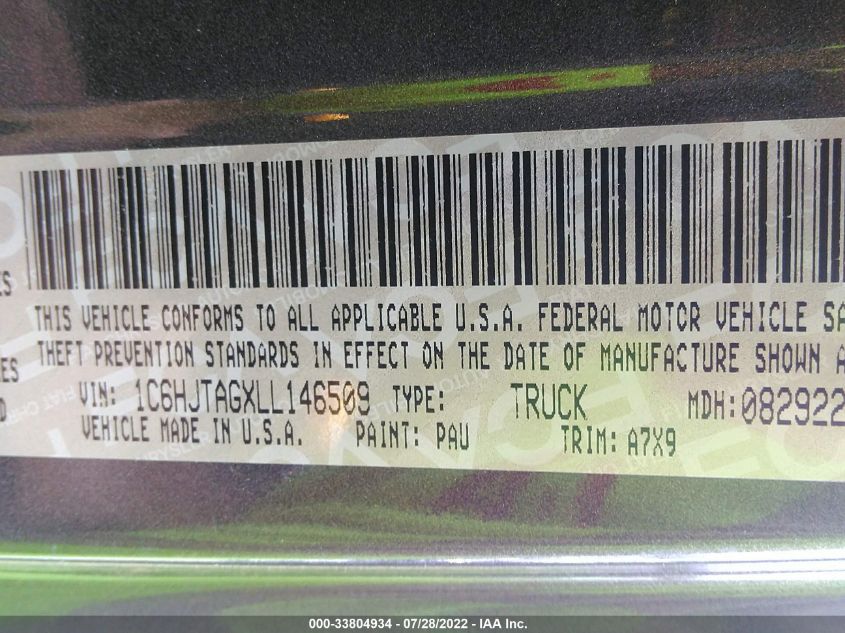 ES
THIS VEHICLE CONFORMS TO ALL APPLICABLE U.S.A. FEDERAL MOTOR VEHICLE SA
THEFT PREVENTION STANDARDS IN EFFECT ON THE DATE OF MANUFACTURE SHOWN A
ES
VIN: 1C6HJTAGXLL146509 TYPE: TRUCK MDH:082922
D
VEHICLE MADE IN U.S.A. PAINT: PAU TRIM: A7X9
000-33804934 / 07/28/2022 - IAA Inc.